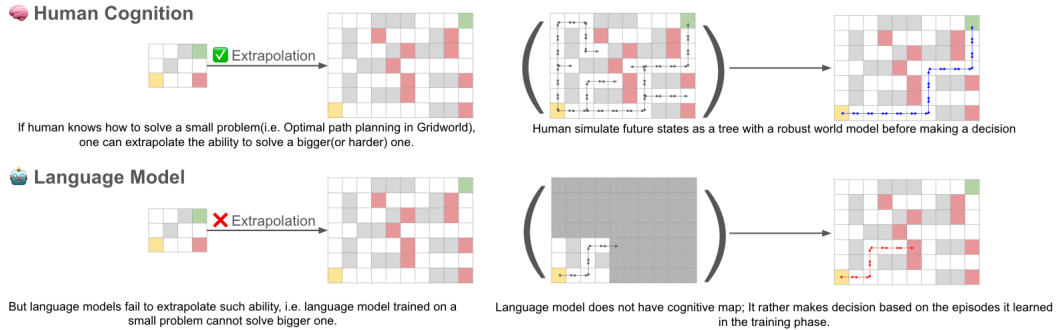 Human Cognition
Extrapolation
If human knows how to solve a small problem(i.e. Optimal path planning in Gridworld),
one can extrapolate the ability to solve a bigger(or harder) one.
Human simulate future states as a tree with a robust world model before making a decision
Language Model
Extrapolation
But language models fail to extrapolate such ability, i.e. language model trained on a
small problem cannot solve bigger one.
Language model does not have cognitive map; It rather makes decision based on the episodes it learned
in the training phase.